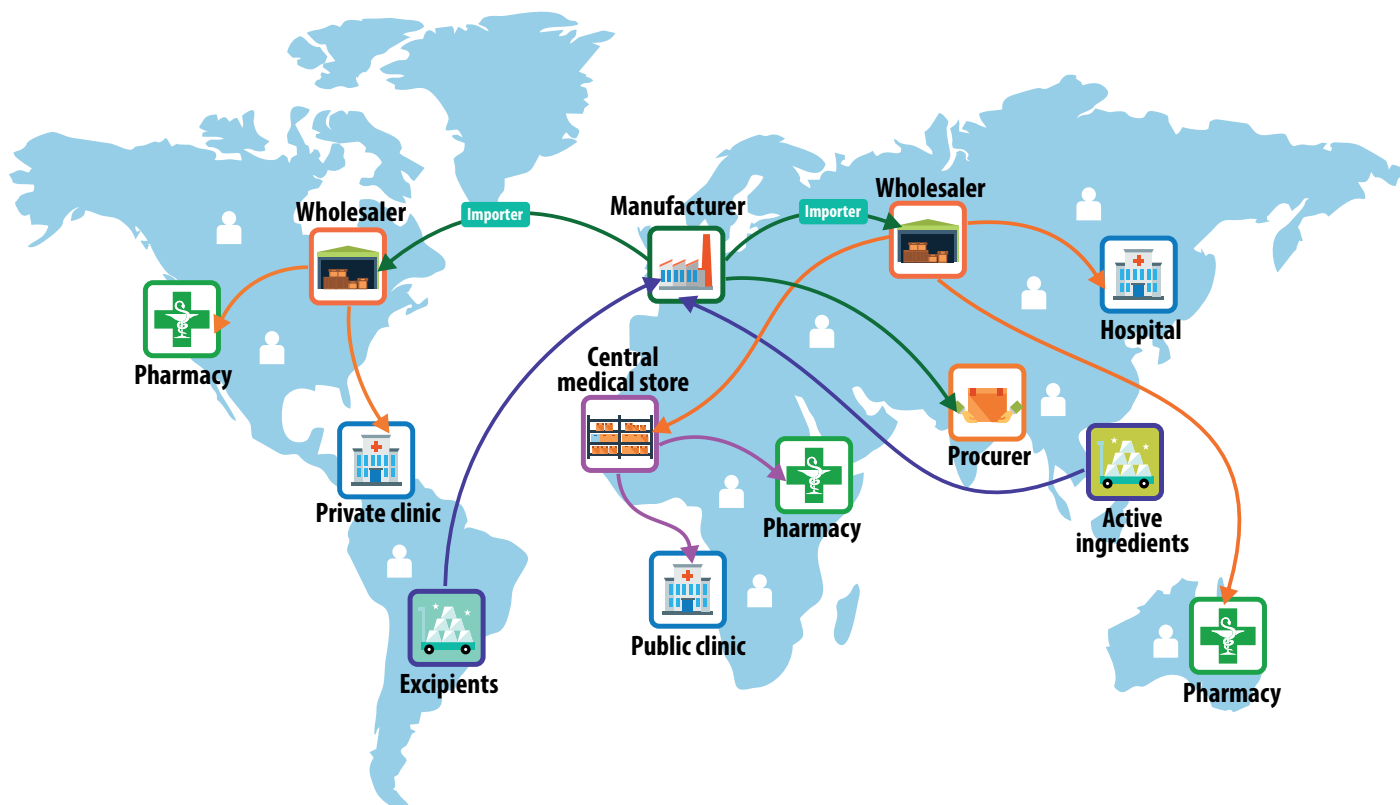 Wholesaler
Importer
Manufacturer
Importer
Wholesaler
Pharmacy
Hospital
Central
medical store
Procurer
Private clinic
Pharmacy
Active
ingredients
Public clinic
Excipients
Pharmacy